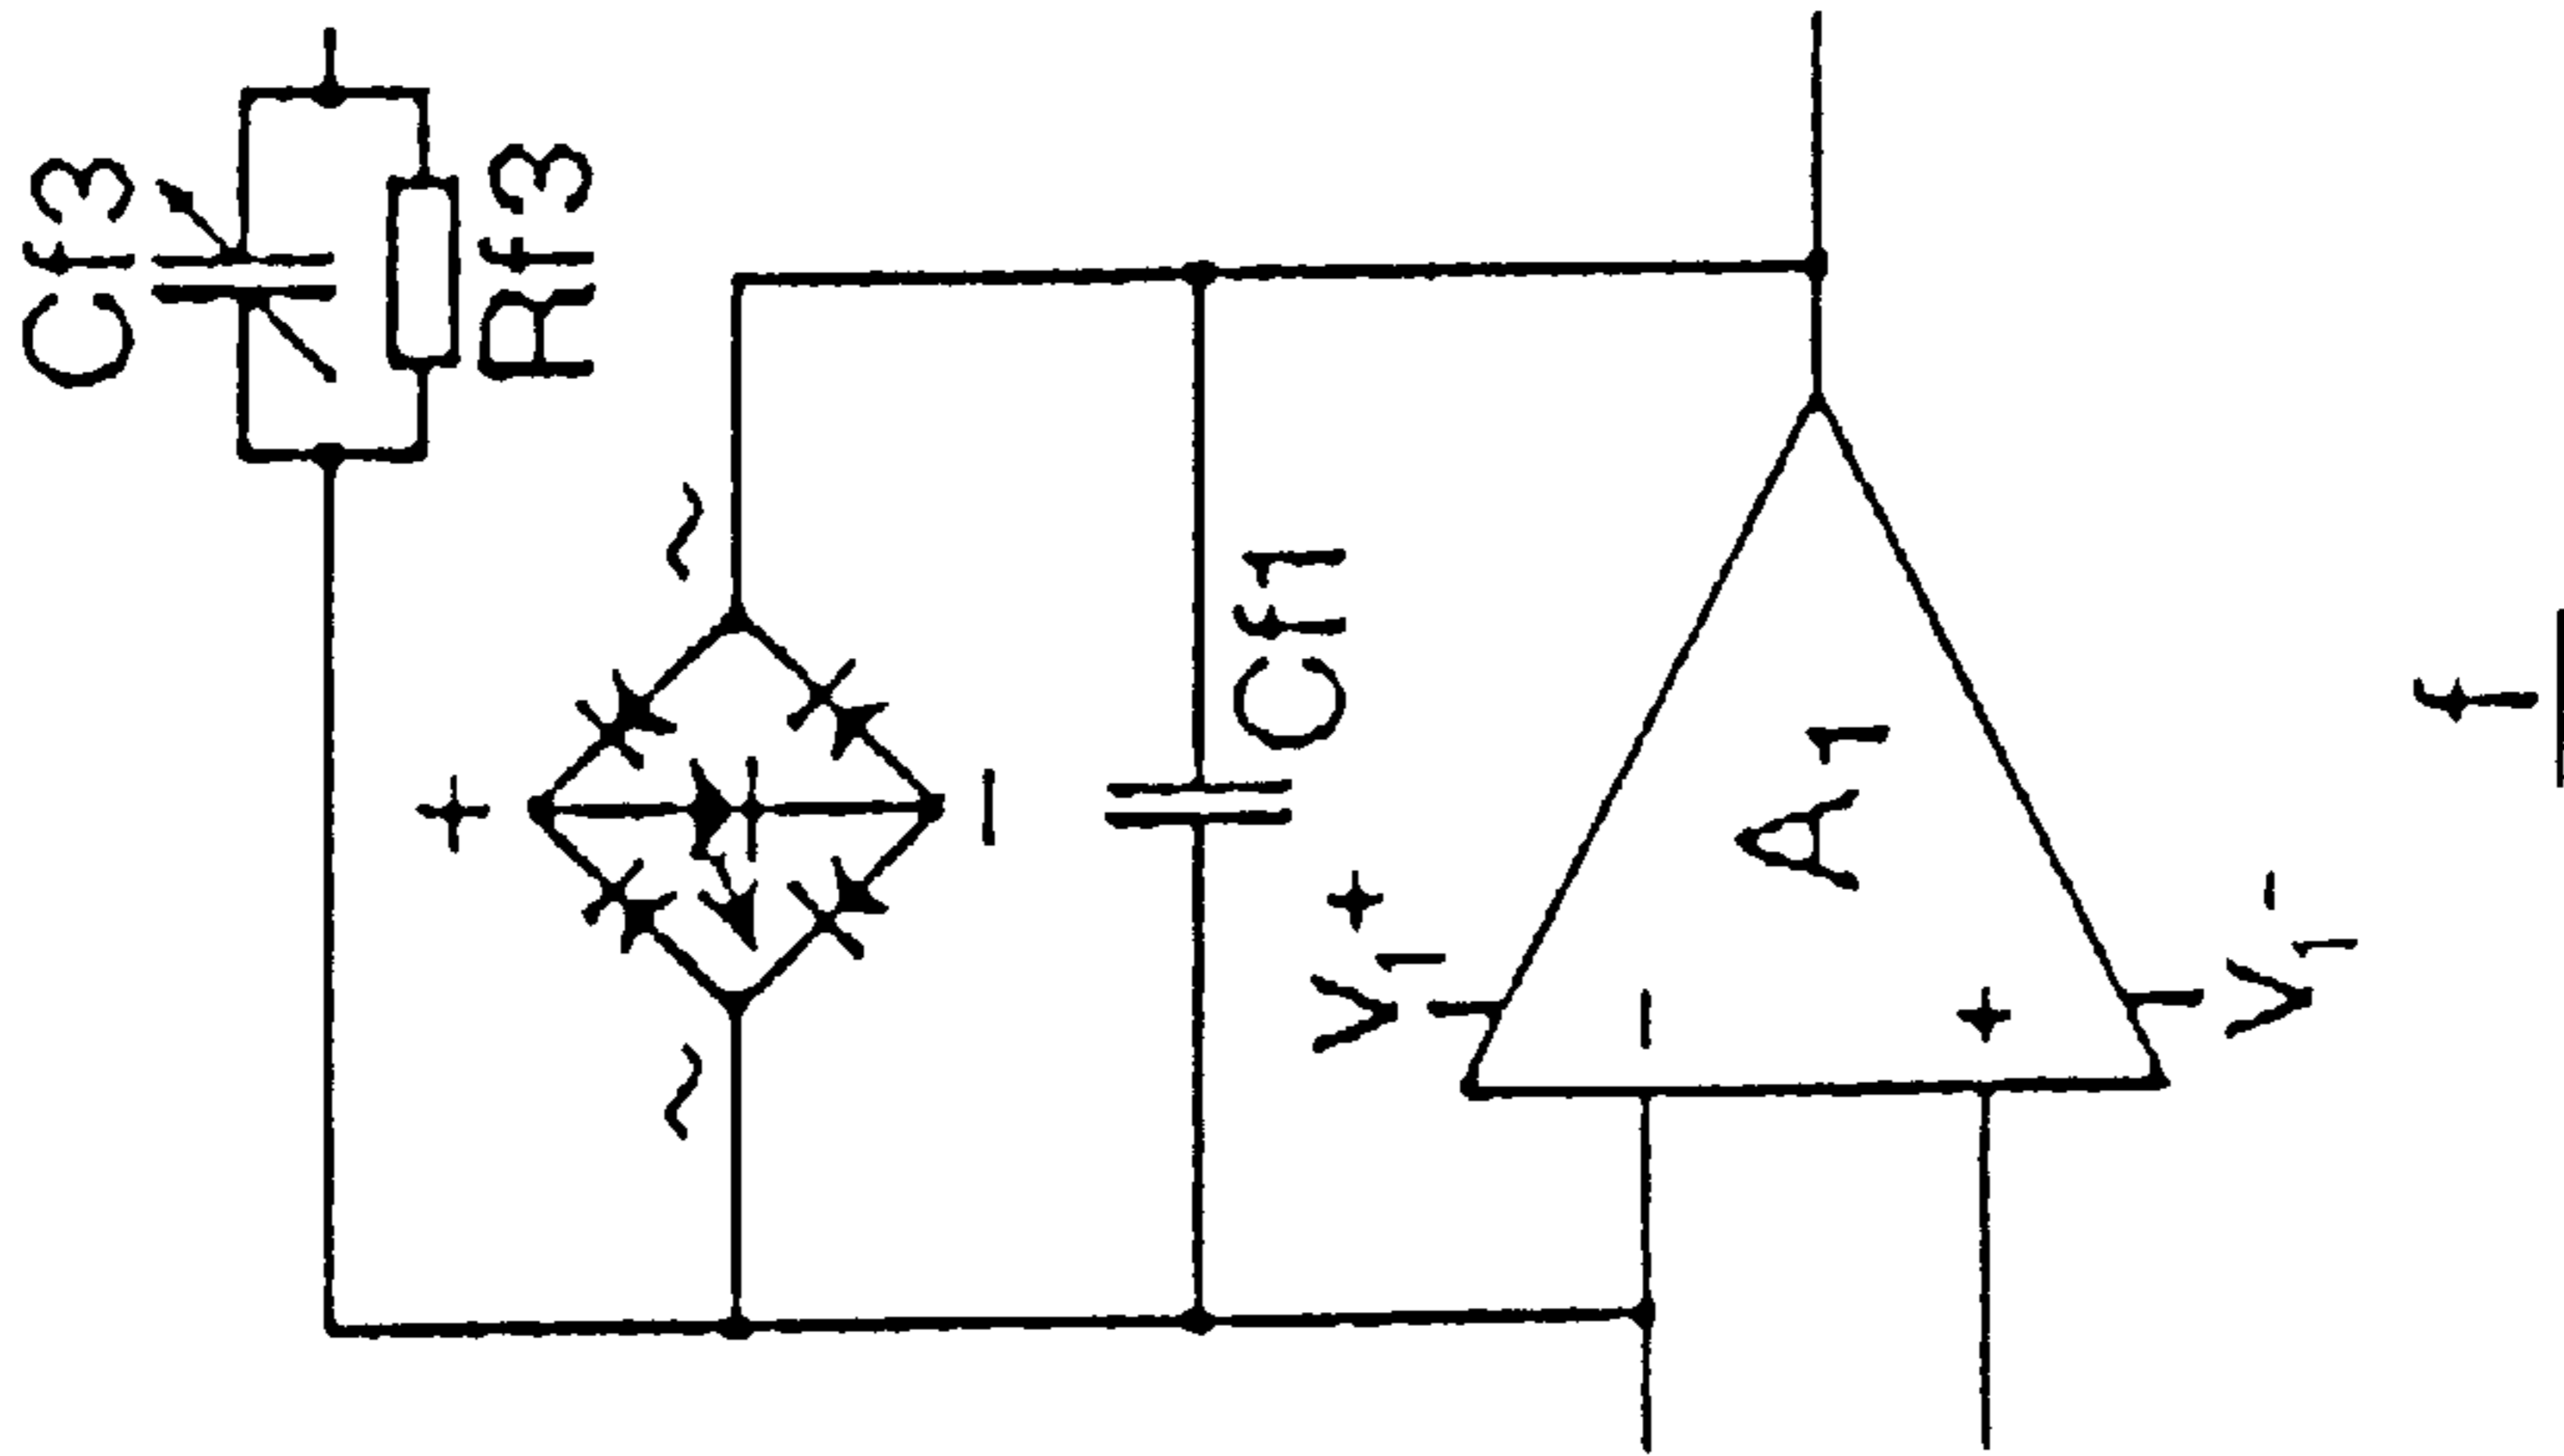 Cf3
Rf3
~
~
+
−
Cf1
V1+
−
A1
+
V1-
f